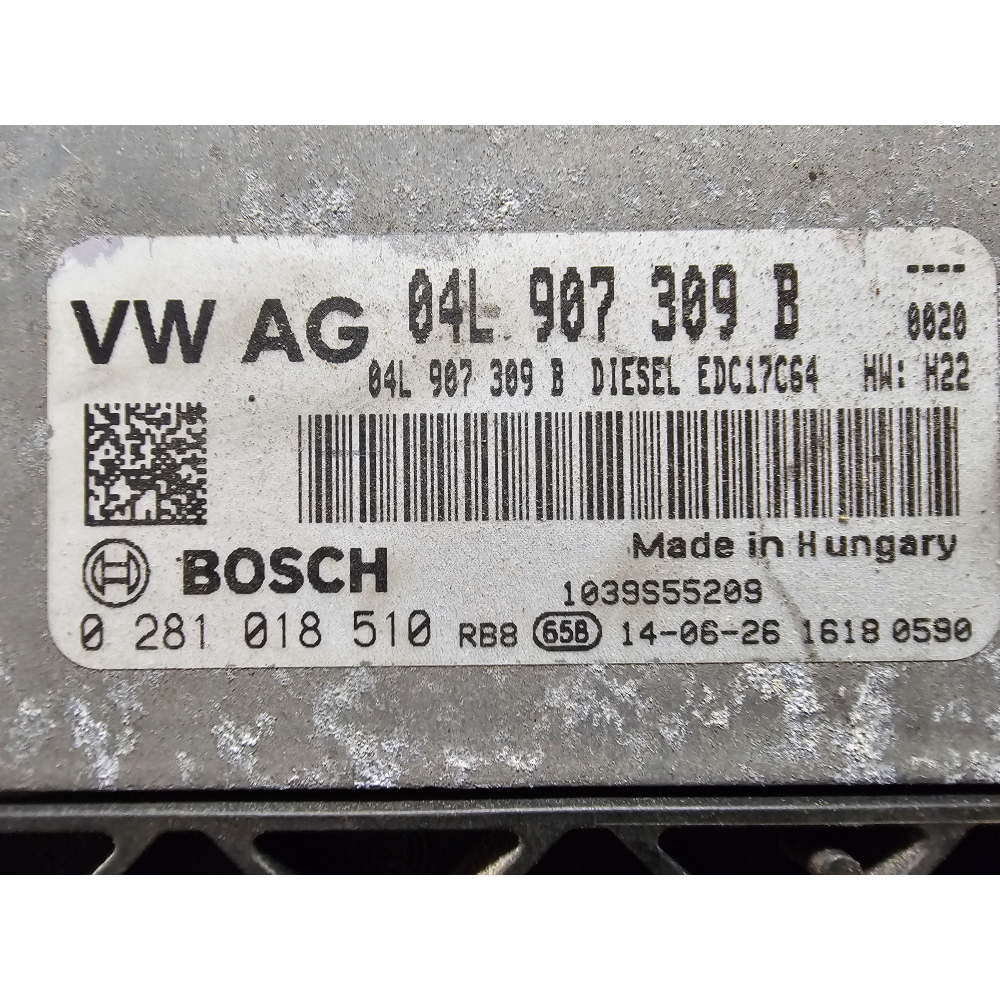 VW AG 04L 907 309 B ----
0020
04L 907 309 B DIESEL EDC17C64 HW: H22
BOSCH Made in Hungary
1039S55209
0 281 018 510 RB8 65B 14-06-26 1618 0590